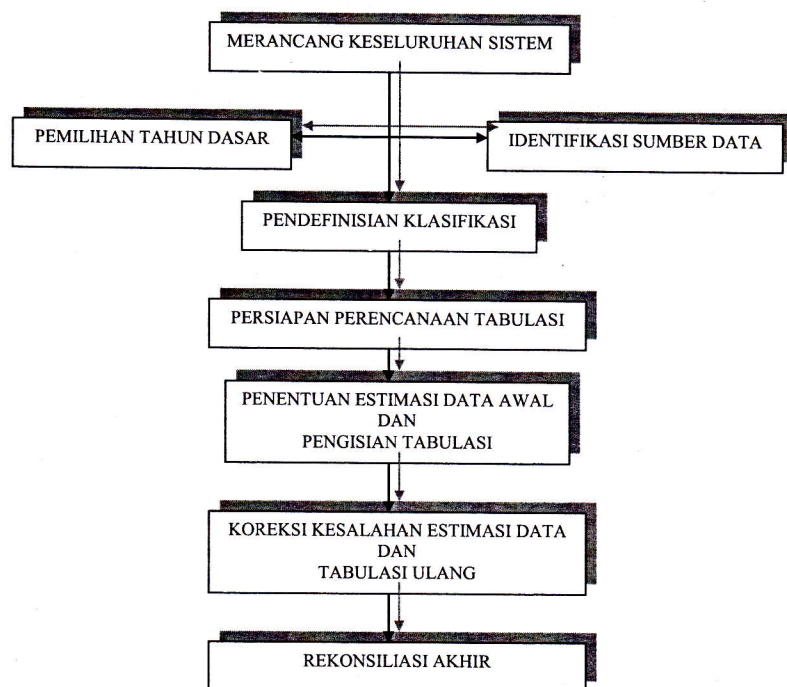 MERANCANG KESELURUHAN SISTEM
PEMILIHAN TAHUN DASAR
IDENTIFIKASI SUMBER DATA
PENDEFINISIAN KLASIFIKASI
PERSIAPAN PERENCANAAN TABULASI
PENENTUAN ESTIMASI DATA AWAL
DAN
PENGISIAN TABULASI
KOREKSI KESALAHAN ESTIMASI DATA
DAN
TABULASI ULANG
REKONSILIASI AKHIR